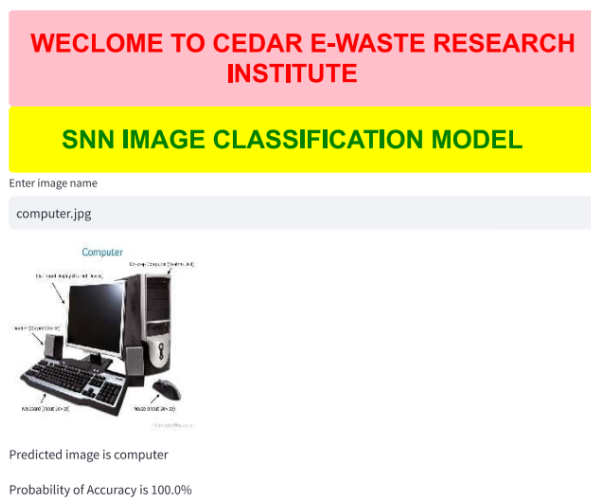 WECLOME TO CEDAR E-WASTE RESEARCH
INSTITUTE
SNN IMAGE CLASSIFICATION MODEL
Enter image name
computer.jpg
Computer
Predicted image is computer
Probability of Accuracy is 100.0%